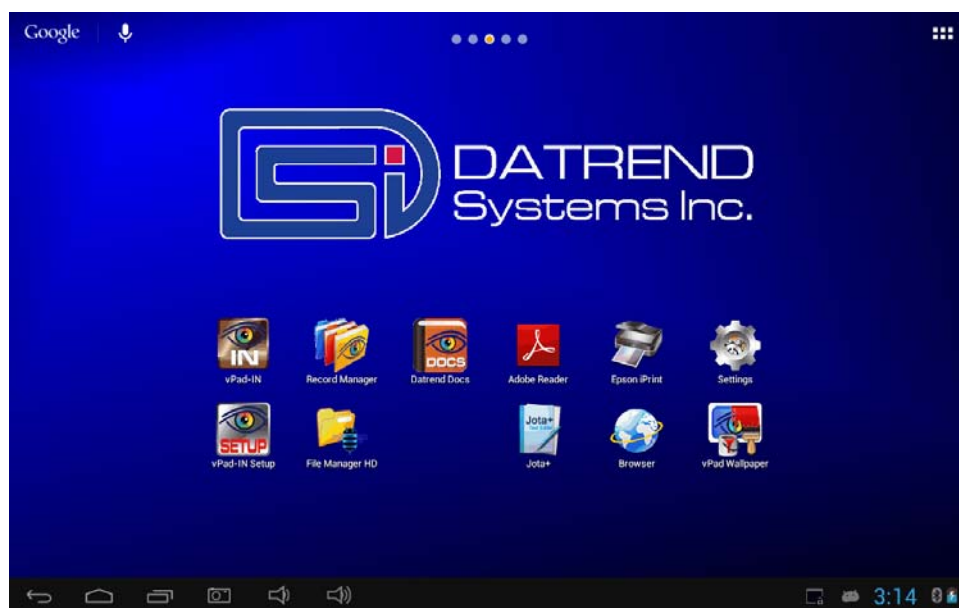 Google
DATREND
Systems Inc.
IN
DOCS
vPad-IN
Record Manager
Datrend Docs
Adobe Reader
Epson iPrint
Settings
Jota+
SETUP
vPad-IN Setup
File Manager HD
Jota+
Browser
vPad Wallpaper
3:14